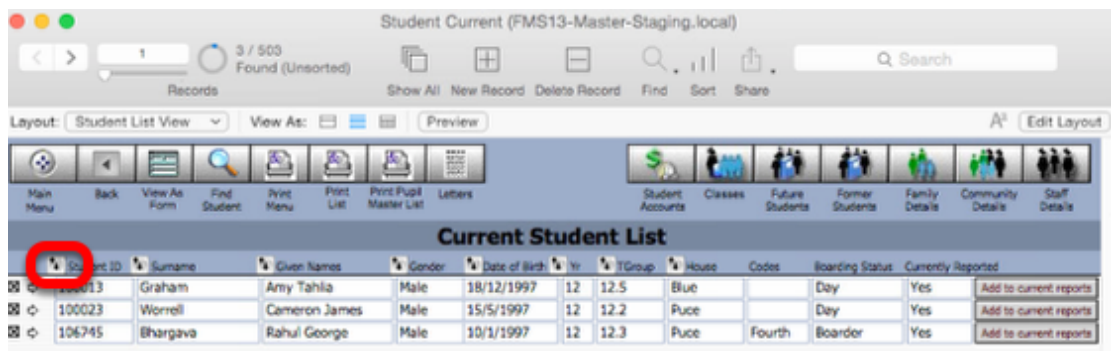 Student Current (FMS13-Master-Staging.local)
1
3 / 503
Found (Unsorted)
Search
Records
Show All New Record Delete Record Find Sort Share
Layout: Student List View View As: Preview Aª Edit Layout
Main Menu Back View As Form Find Student Print Menu Print List Print Pupil Master List Letters Student Accounts Classes Future Students Former Students Family Details Community Details Staff Details
Current Student List
Student ID Surname Given Names Gender Date of Birth Yr TGroup House Codes Boarding Status Currently Reported
100013 Graham Amy Tahlia Male 18/12/1997 12 12.5 Blue Day Yes Add to current reports
100023 Worrell Cameron James Male 15/5/1997 12 12.2 Puce Day Yes Add to current reports
106745 Bhargava Rahul George Male 10/1/1997 12 12.3 Puce Fourth Boarder Yes Add to current reports